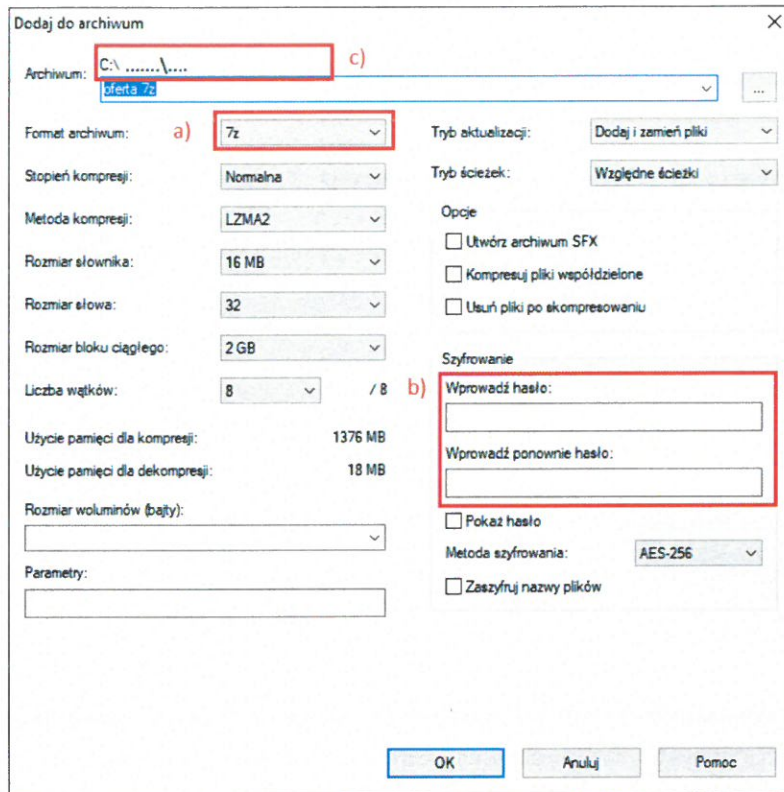 Dodaj do archiwum
C:\ .......\....
c)
Archiwum:
oferta 7z
...
Format archiwum:
a)
7z
Tryb aktualizacji:
Dodaj i zamień pliki
Stopień kompresji:
Normalna
Tryb ścieżek:
Względne ścieżki
Metoda kompresji:
LZMA2
Opcje
Utwórz archiwum SFX
Rozmiar słownika:
16 MB
Kompresuj pliki współdzielone
Rozmiar słowa:
32
Usuń pliki po skompresowaniu
Rozmiar bloku ciągłego:
2 GB
Szyfrowanie
Liczba wątków:
8
/ 8
b)
Wprowadź hasło:
Użycie pamięci dla kompresji:
1376 MB
Wprowadź ponownie hasło:
Użycie pamięci dla dekompresji:
18 MB
Rozmiar woluminów (bajty):
Pokaż hasło
Metoda szyfrowania:
AES-256
Parametry:
Zaszyfruj nazwy plików
OK
Anuluj
Pomoc